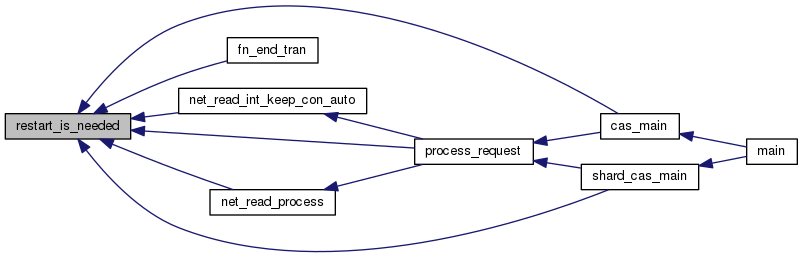 restart_is_needed
fn_end_tran
net_read_int_keep_con_auto
process_request
net_read_process
cas_main
shard_cas_main
main